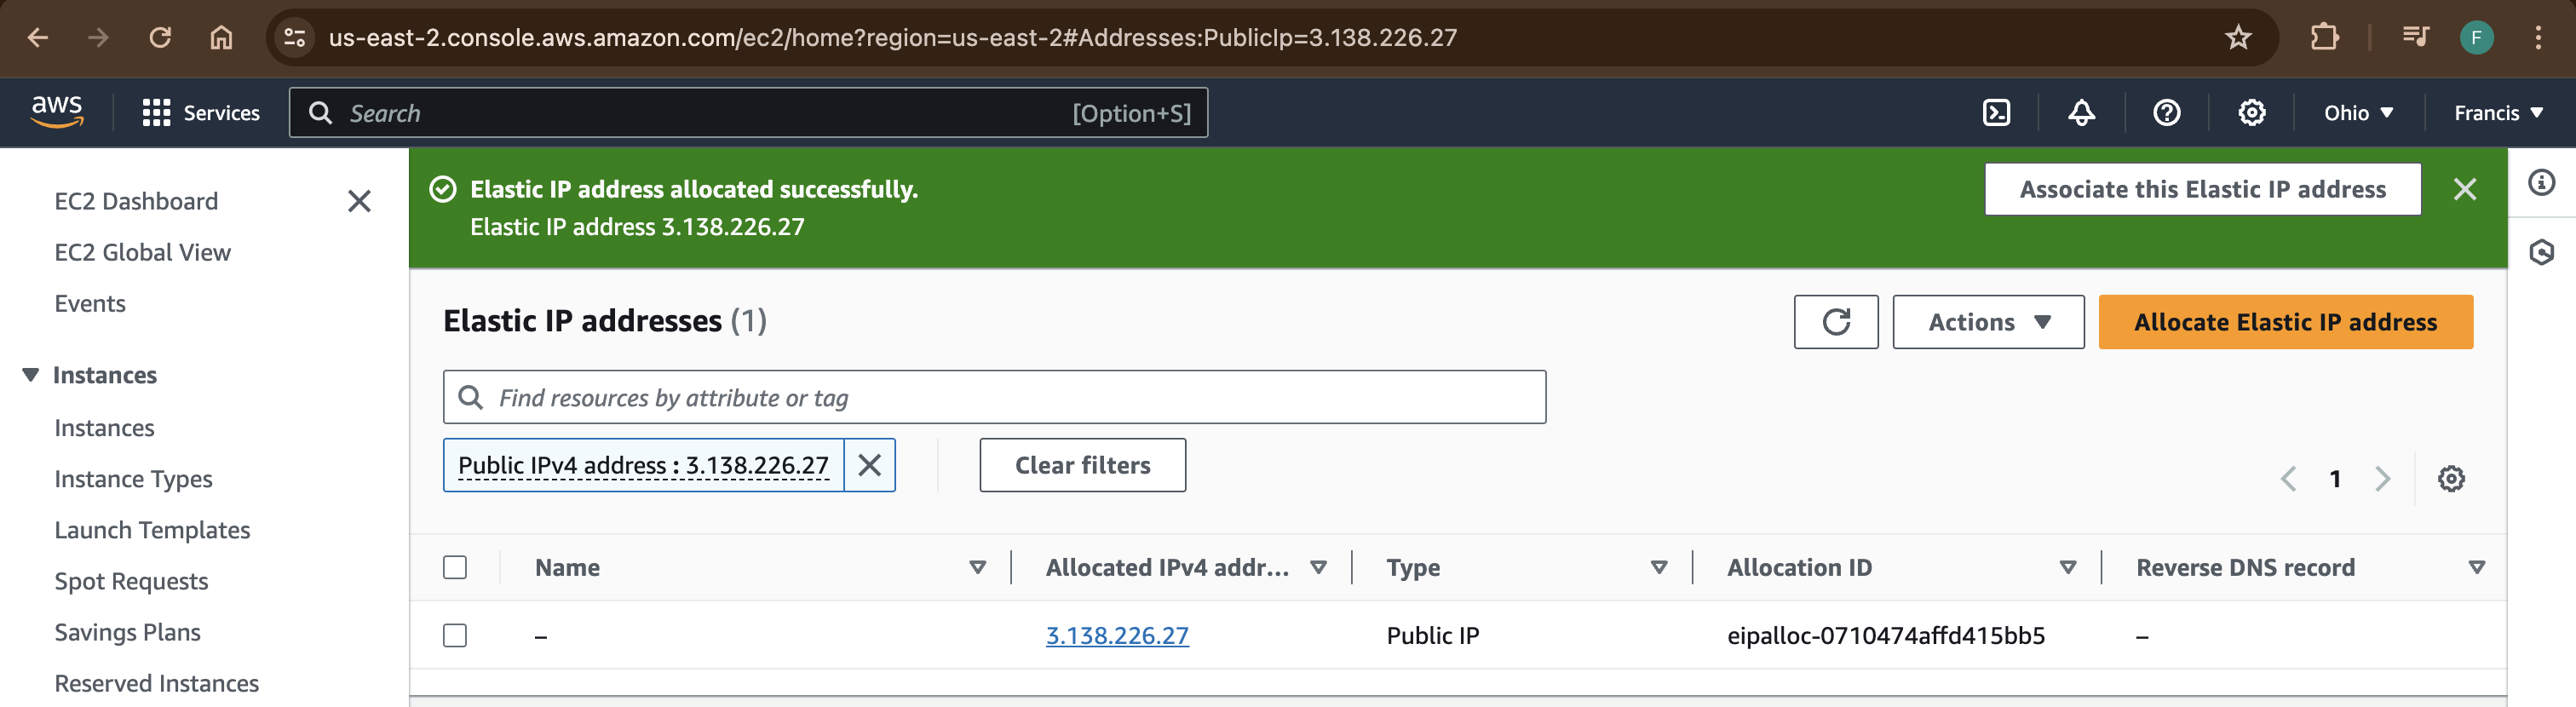 us-east-2.console.aws.amazon.com/ec2/home?region=us-east-2#Addresses:PublicIp=3.138.226.27
F
aws
Services
Search
[Option+S]
Ohio
Francis
EC2 Dashboard
EC2 Global View
Events
Instances
Instances
Instance Types
Launch Templates
Spot Requests
Savings Plans
Reserved Instances
Elastic IP address allocated successfully.
Elastic IP address 3.138.226.27
Associate this Elastic IP address
Elastic IP addresses (1)
Actions
Allocate Elastic IP address
Find resources by attribute or tag
Public IPv4 address : 3.138.226.27
Clear filters
1
Name
Allocated IPv4 addr...
Type
Allocation ID
Reverse DNS record
–
3.138.226.27
Public IP
eipalloc-0710474affd415bb5
–